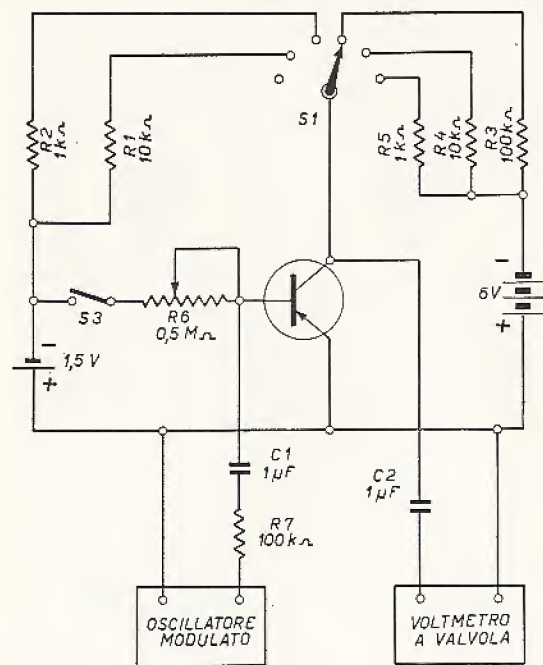 S1
R2
1kΩ
R1
10kΩ
R5
1kΩ
R4
10kΩ
R3
100kΩ
S3
R6
0,5 MΩ
-
1,5 V
+
-
6V
+
C1
1µF
R7
100kΩ
C2
1µF
OSCILLATORE
MODULATO
VOLTMETRO
A VALVOLA